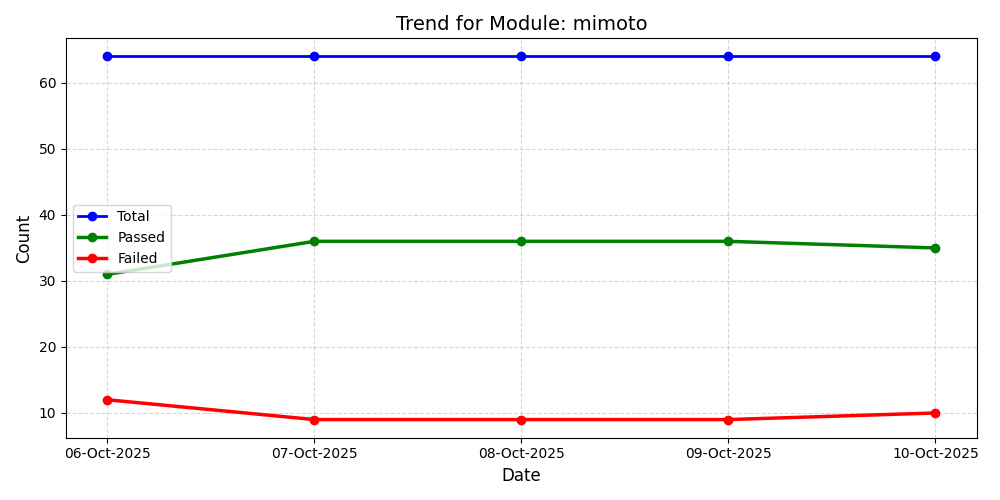 Trend for Module: mimoto
Count
60
50
40
30
20
10
Total
Passed
Failed
06-Oct-2025
07-Oct-2025
08-Oct-2025
09-Oct-2025
10-Oct-2025
Date